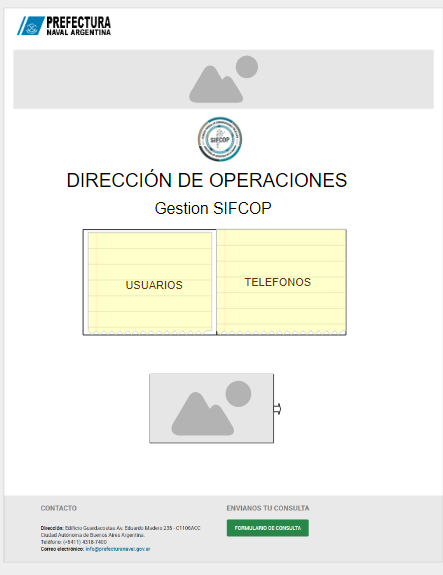 PREFECTURA
NAVAL ARGENTINA
SIFCOP
DIRECCIÓN DE OPERACIONES
Gestion SIFCOP
USUARIOS
TELEFONOS
CONTACTO
ENVIANOS TU CONSULTA
Dirección: Edificio Guardacostas Av. Eduardo Madero 235 - C1106ACC
Ciudad Autónoma de Buenos Aires Argentina.
Teléfono: (+5411) 4318-7400
Correo electrónico: info@prefecturanaval.gov.ar
FORMULARIO DE CONSULTA